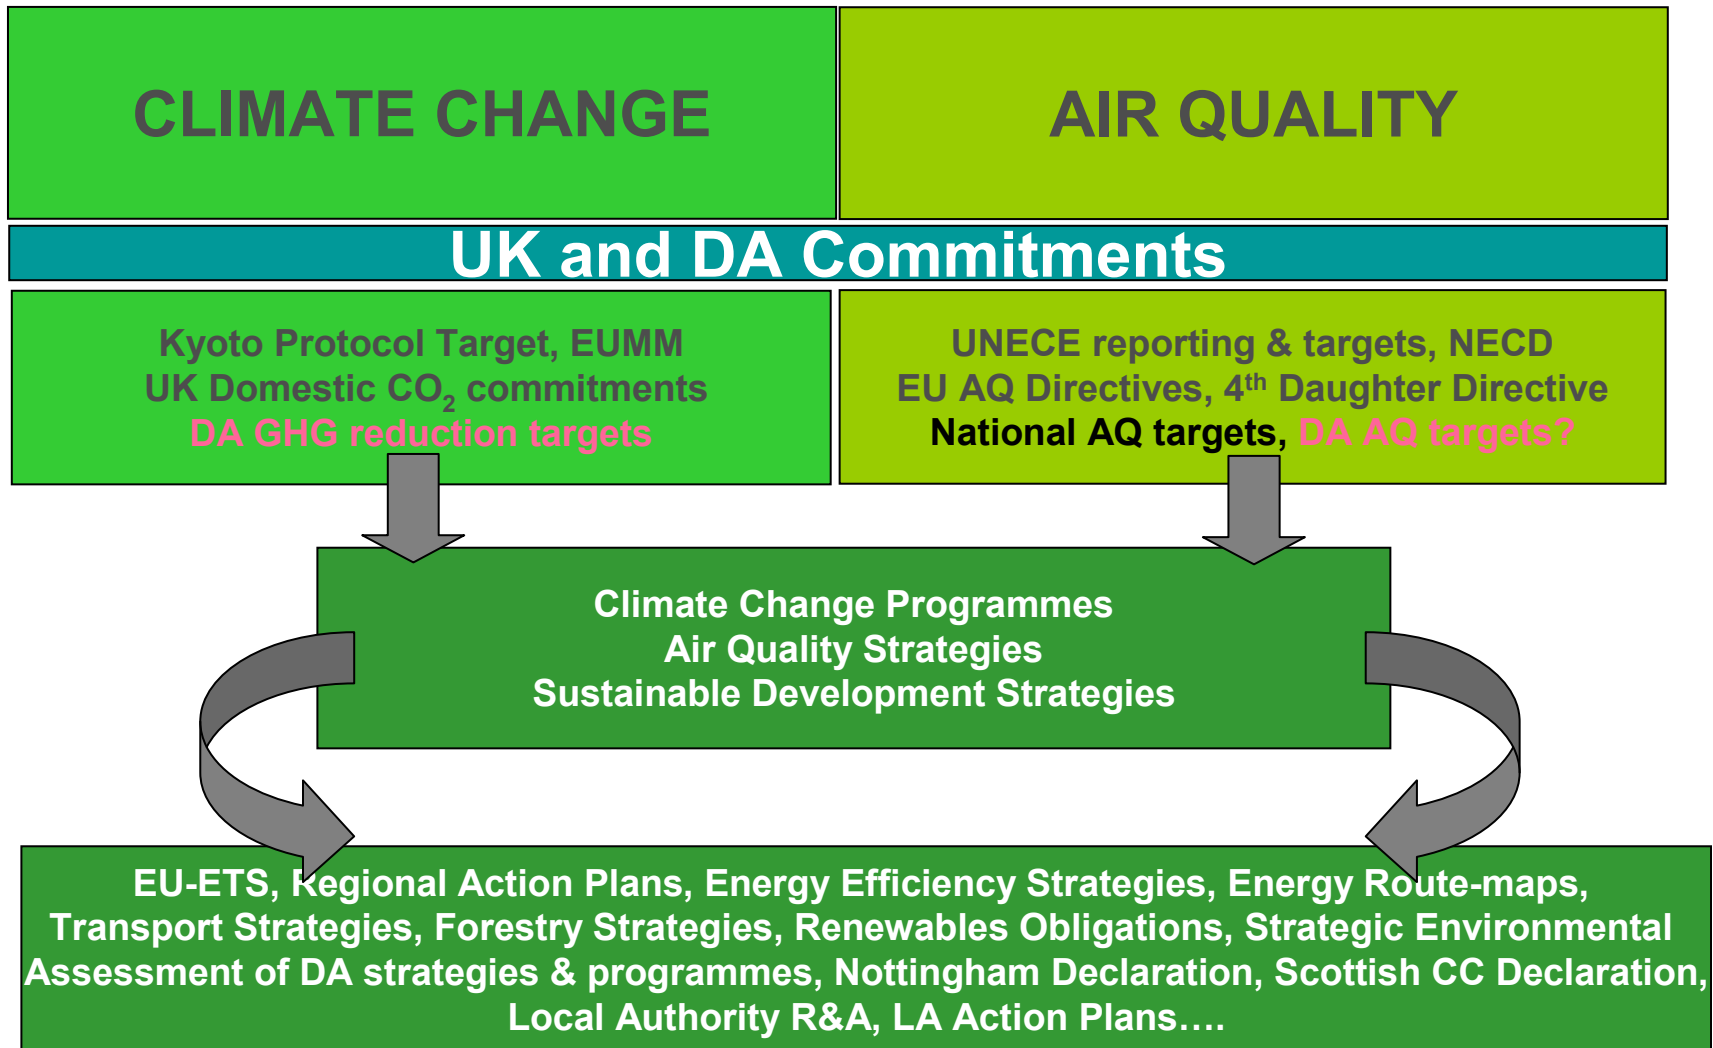 CLIMATE CHANGE
AIR QUALITY
UK and DA Commitments
Kyoto Protocol Target, EUMM
UK Domestic CO₂ commitments
DA GHG reduction targets
UNECE reporting & targets, NECD
EU AQ Directives, 4th Daughter Directive
National AQ targets, DA AQ targets?
Climate Change Programmes
Air Quality Strategies
Sustainable Development Strategies
EU-ETS, Regional Action Plans, Energy Efficiency Strategies, Energy Route-maps,
Transport Strategies, Forestry Strategies, Renewables Obligations, Strategic Environmental
Assessment of DA strategies & programmes, Nottingham Declaration, Scottish CC Declaration,
Local Authority R&A, LA Action Plans….